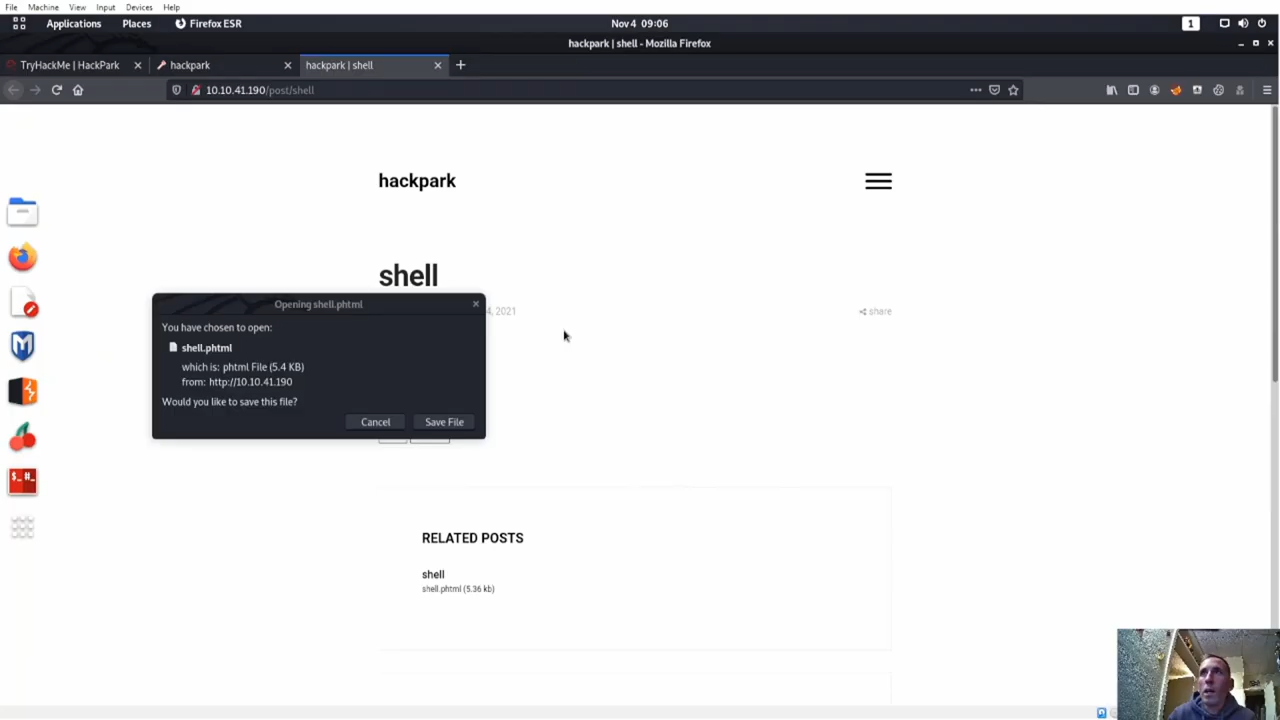 File Machine View Input Devices Help
Applications Places Firefox ESR Nov 4 09:06 1
hackpark | shell - Mozilla Firefox
TryHackMe | HackPark hackpark hackpark | shell
10.10.41.190/post/shell
hackpark
shell
4, 2021 share
Opening shell.phtml
You have chosen to open:
shell.phtml
which is: phtml File (5.4 KB)
from: http://10.10.41.190
Would you like to save this file?
Cancel Save File
RELATED POSTS
shell
shell.phtml (5.36 kb)